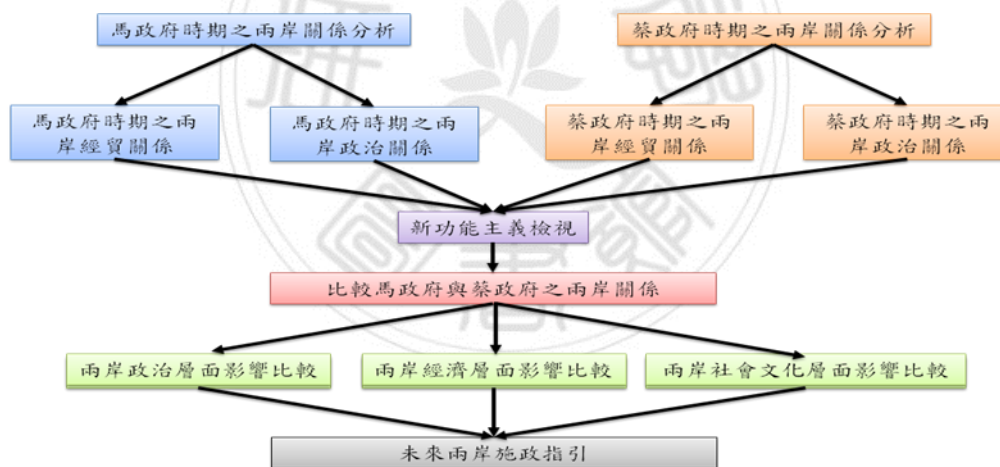 馬政府時期之兩岸關係分析
蔡政府時期之兩岸關係分析
馬政府時期之兩
岸經貿關係
馬政府時期之兩
岸政治關係
蔡政府時期之兩
岸經貿關係
蔡政府時期之兩
岸政治關係
新功能主義檢視
比較馬政府與蔡政府之兩岸關係
兩岸政治層面影響比較
兩岸經濟層面影響比較
兩岸社會文化層面影響比較
未來兩岸施政指引